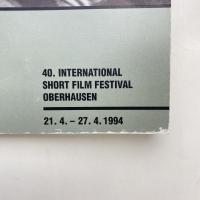 40. INTERNATIONAL
SHORT FILM FESTIVAL
OBERHAUSEN
21. 4. – 27. 4. 1994